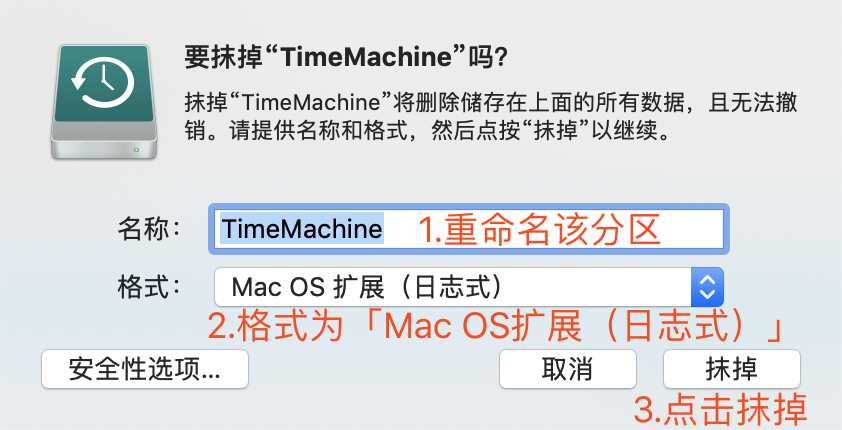 要抹掉“TimeMachine”吗？
抹掉“TimeMachine”将删除储存在上面的所有数据，且无法撤
销。请提供名称和格式，然后点按“抹掉”以继续。
名称： TimeMachine 1.重命名该分区
格式： Mac OS 扩展（日志式）
2.格式为「Mac OS扩展（日志式）」
安全性选项... 取消 抹掉
3.点击抹掉